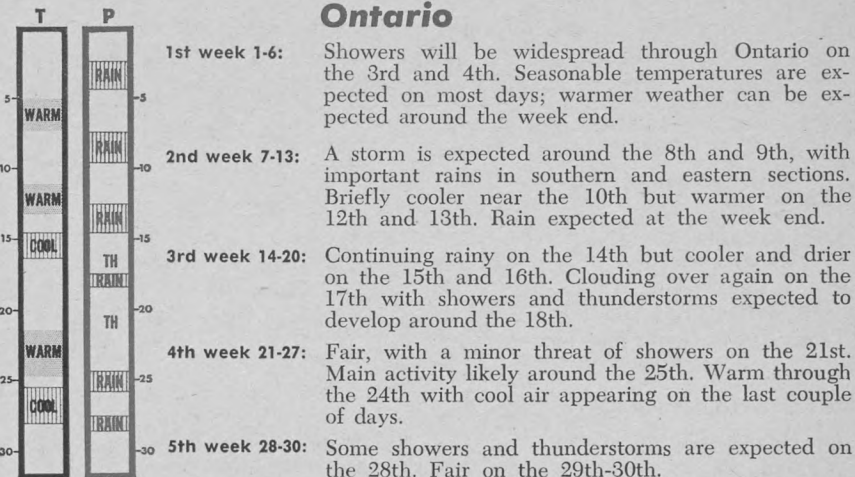 T P Ontario
1st week 1-6: Showers will be widespread through Ontario on
the 3rd and 4th. Seasonable temperatures are ex-
pected on most days; warmer weather can be ex-
pected around the week end.
2nd week 7-13: A storm is expected around the 8th and 9th, with
important rains in southern and eastern sections.
Briefly cooler near the 10th but warmer on the
12th and 13th. Rain expected at the week end.
3rd week 14-20: Continuing rainy on the 14th but cooler and drier
on the 15th and 16th. Clouding over again on the
17th with showers and thunderstorms expected to
develop around the 18th.
4th week 21-27: Fair, with a minor threat of showers on the 21st.
Main activity likely around the 25th. Warm through
the 24th with cool air appearing on the last couple
of days.
5th week 28-30: Some showers and thunderstorms are expected on
the 28th. Fair on the 29th-30th.
RAIN
5 5
WARM
RAIN
10 10
WARM
RAIN
15 COOL 15
TH
RAIN
20 20
TH
WARM
25 RAIN 25
COOL
RAIN
30 30